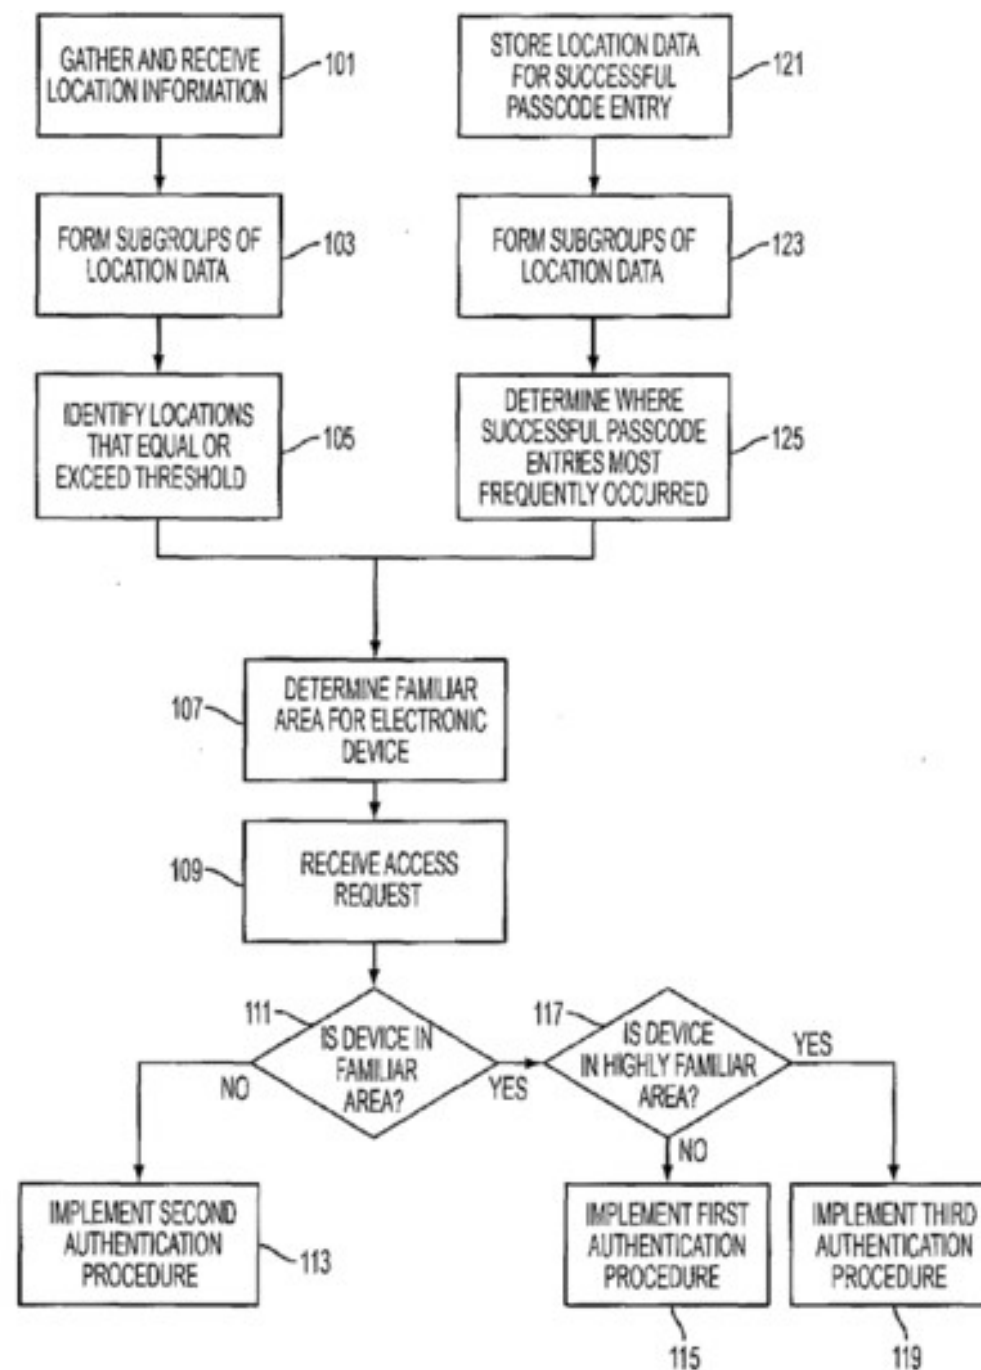 GATHER AND RECEIVE
LOCATION INFORMATION
101
STORE LOCATION DATA
FOR SUCCESSFUL
PASSCODE ENTRY
121
FORM SUBGROUPS OF
LOCATION DATA
103
FORM SUBGROUPS OF
LOCATION DATA
123
IDENTIFY LOCATIONS
THAT EQUAL OR
EXCEED THRESHOLD
105
DETERMINE WHERE
SUCCESSFUL PASSCODE
ENTRIES MOST
FREQUENTLY OCCURRED
125
107
DETERMINE FAMILIAR
AREA FOR ELECTRONIC
DEVICE
109
RECEIVE ACCESS
REQUEST
111
IS DEVICE IN
FAMILIAR
AREA?
NO
YES
117
IS DEVICE
IN HIGHLY FAMILIAR
AREA?
YES
NO
IMPLEMENT SECOND
AUTHENTICATION
PROCEDURE
113
IMPLEMENT FIRST
AUTHENTICATION
PROCEDURE
115
IMPLEMENT THIRD
AUTHENTICATION
PROCEDURE
119